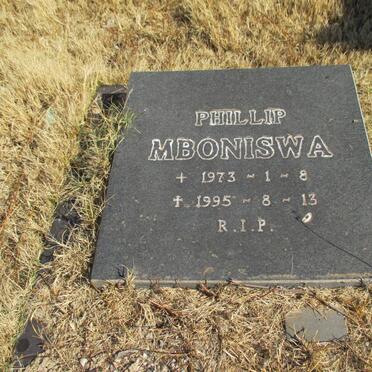 PHILLIP
MBONISWA
+ 1973 - 1 - 8
✝ 1995 - 8 - 13
R.I.P.